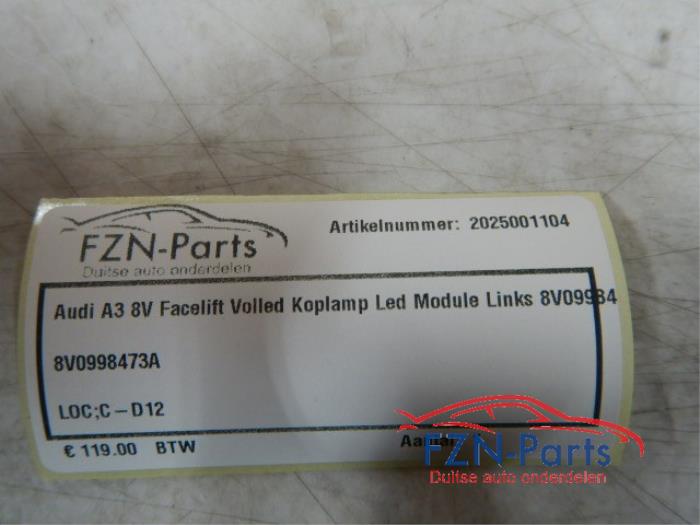 FZN-Parts
Duitse auto onderdelen
Artikelnummer: 2025001104
Audi A3 8V Facelift Volled Koplamp Led Module Links 8V09984
8V0998473A
LOC;C-D12
€ 119.00 BTW
FZN-Parts
Duitse auto onderdelen